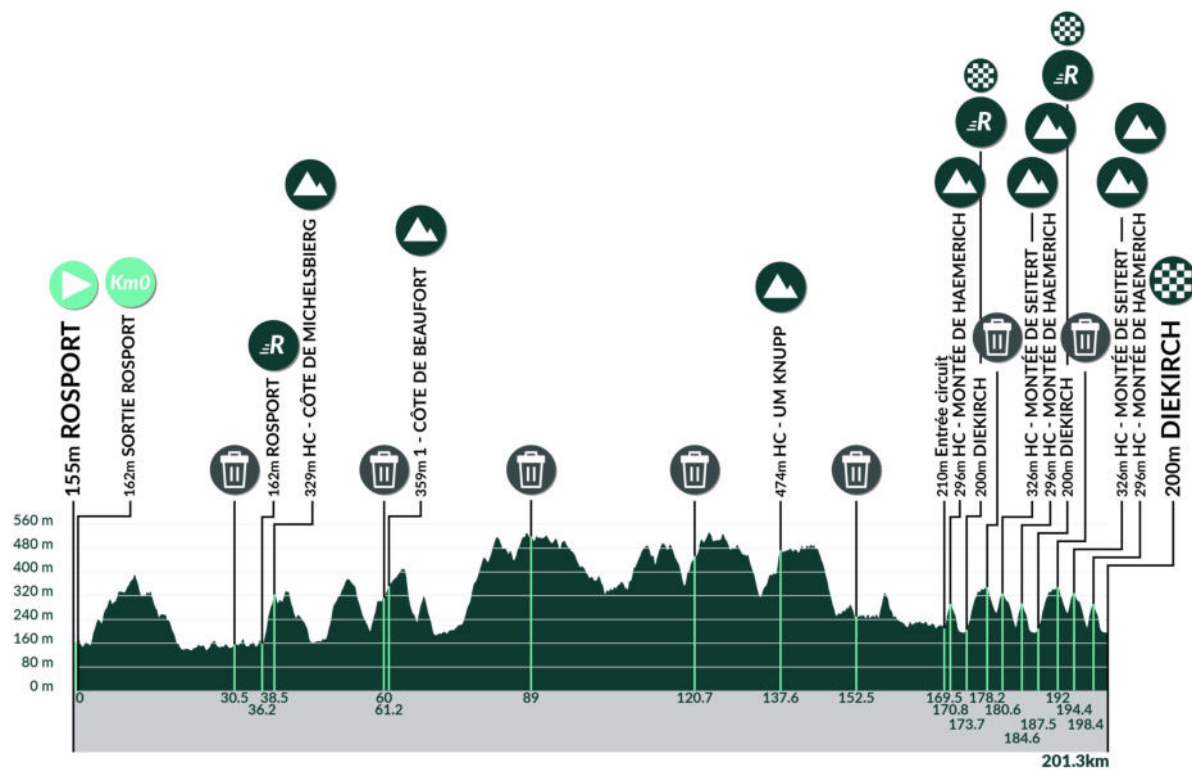 155m ROSPORT
Km0
162m SORTIE ROSPORT
R
162m ROSPORT
329m HC - CÔTE DE MICHELSBIERG
359m 1 - CÔTE DE BEAUFORT
474m HC - UM KNUPP
210m Entrée circuit
296m HC - MONTÉE DE HAEMERICH
R
200m DIEKIRCH
326m HC - MONTÉE DE SEITERT
296m HC - MONTÉE DE HAEMERICH
R
200m DIEKIRCH
326m HC - MONTÉE DE SEITERT
296m HC - MONTÉE DE HAEMERICH
200m DIEKIRCH
560 m
480 m
400 m
320 m
240 m
160 m
80 m
0 m
0
30.5
36.2
38.5
60
61.2
89
120.7
137.6
152.5
169.5
170.8
173.7
178.2
180.6
184.6
187.5
192
194.4
198.4
201.3km